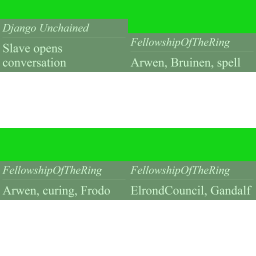 Django Unchained
Slave opens
conversation
FellowshipOfTheRing
Arwen, Bruinen, spell
FellowshipOfTheRing
Arwen, curing, Frodo
FellowshipOfTheRing
ElrondCouncil, Gandalf